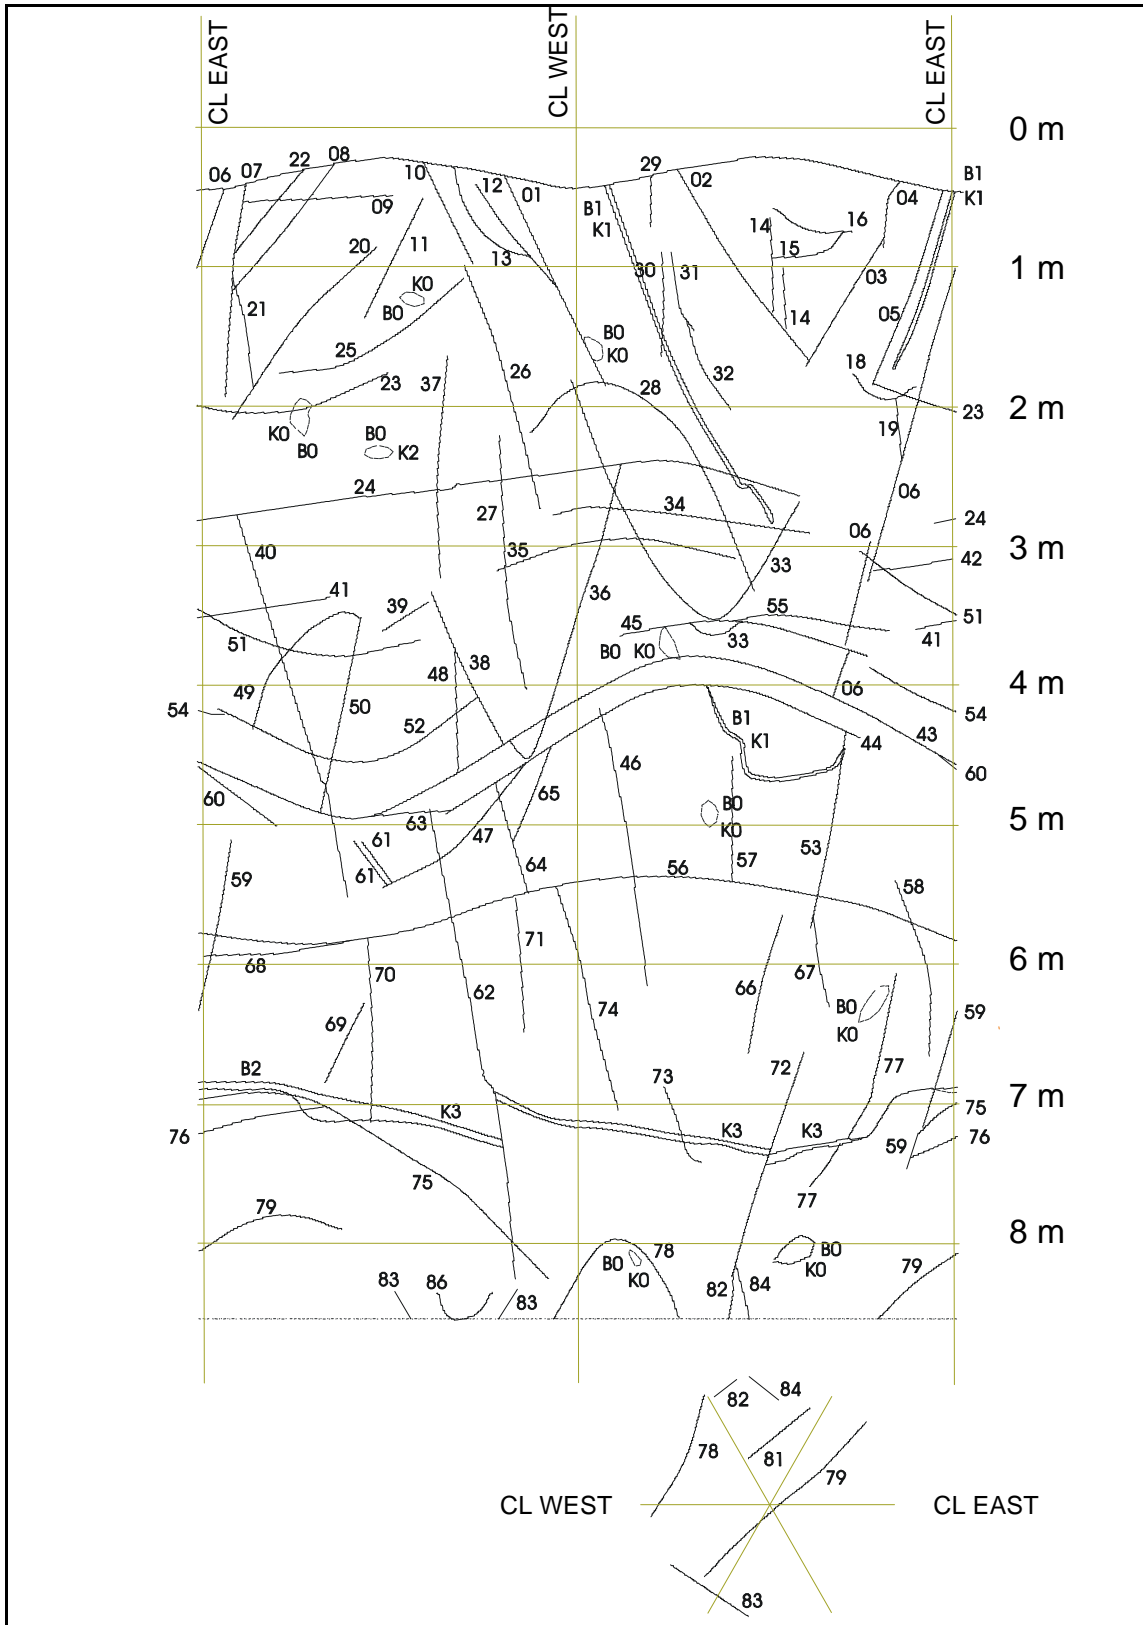 CL EAST
CL WEST
CL EAST
0 m
06 07 22 08 10 12 01 29 02 04 B1
K1
09 B1
K1 14 16
20 11 13 15
1 m
30 31 03
K0
B0
21 14 05
25 B0
K0 18
26
23 37 28 32
2 m
23
K0 B0 B0
K2 19
24 27 34 06 24
40 35 06
3 m
42
33
41 39 36 55 51
51 45 33 41
B0 K0
48 38
49 06
4 m
54 50 52 B1 54
K1 44 43
46 60
60 65 B0
K0
5 m
63 61 47 53
59 61 64 56 57 58
71
6 m
68 70 62 67
66 B0
K0
69 74 59
B2 73 72 77
7 m
K3 K3 K3 75
76 59 76
75 77
79
8 m
78 B0
B0 K0 K0 79
83 86 83 82 84
82 84
78 81 79
CL WEST CL EAST
83